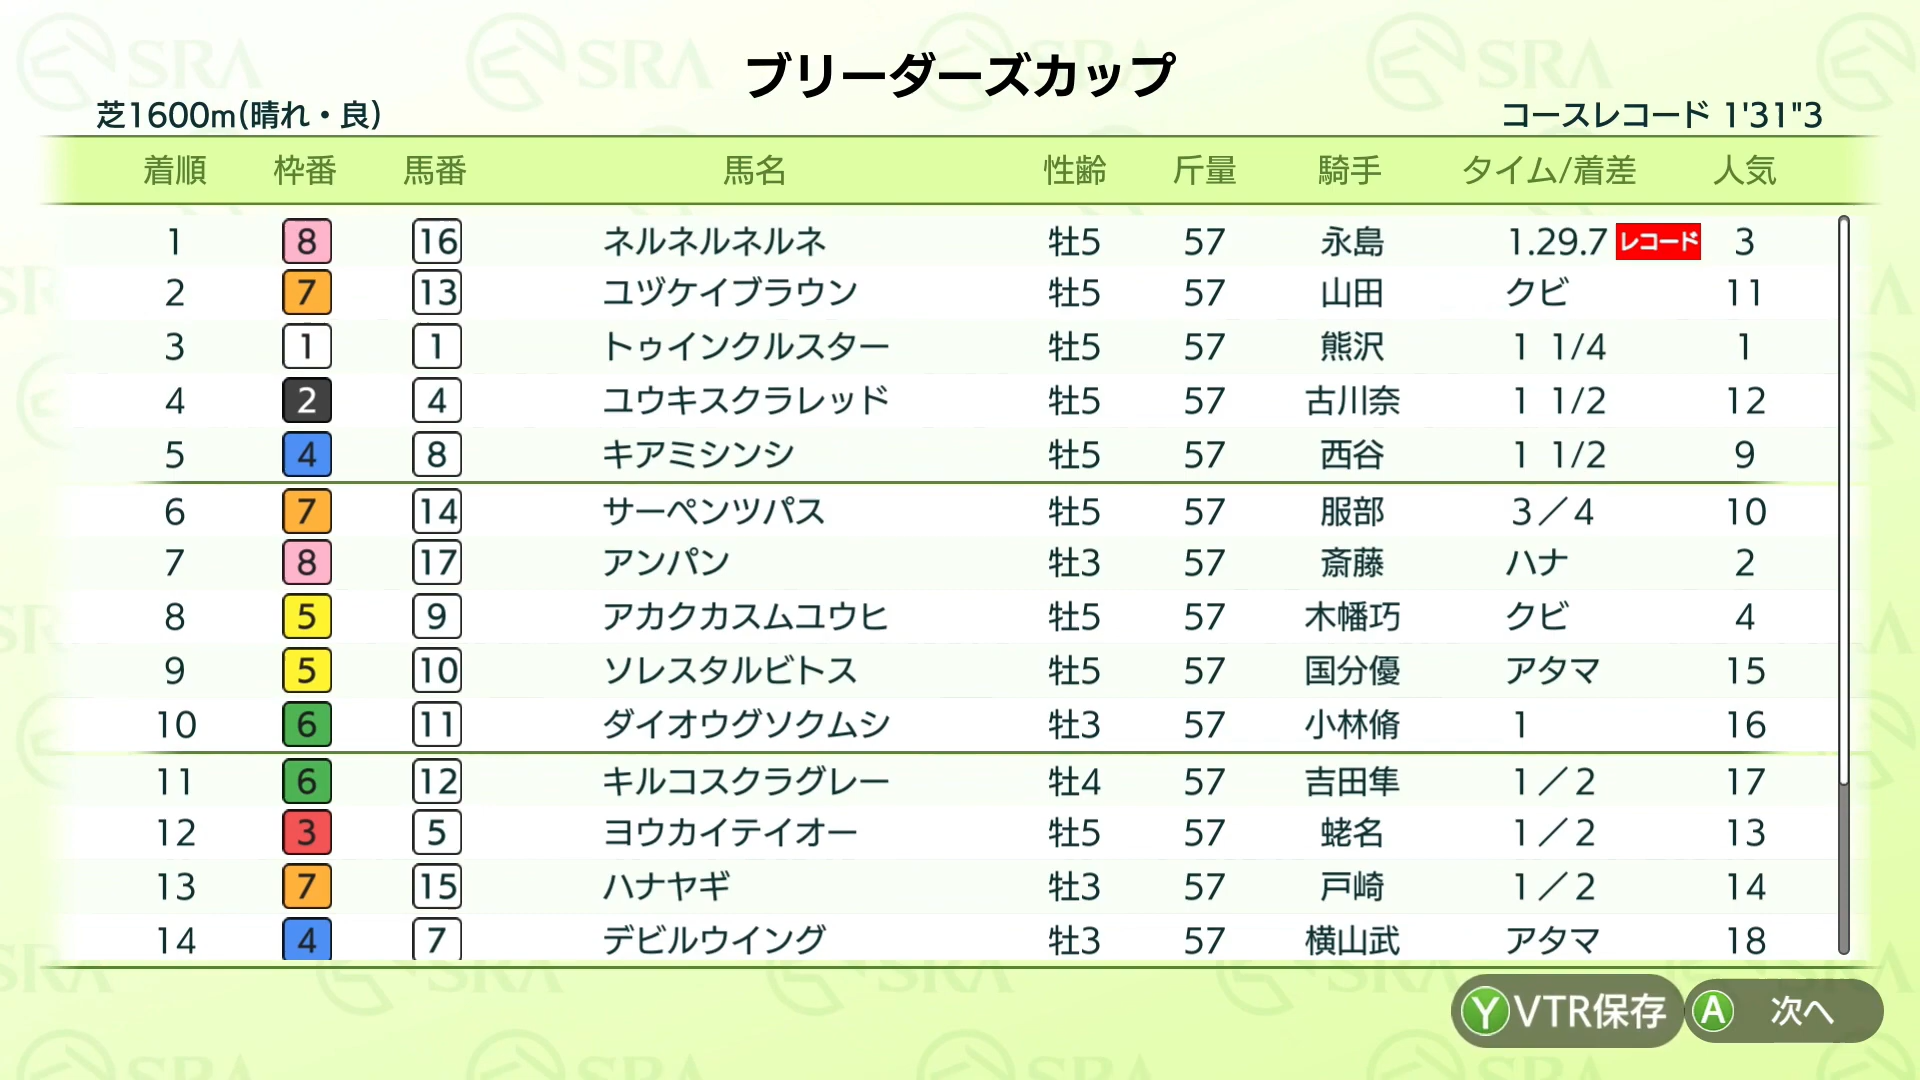 ブリーダーズカップ
芝1600m(晴れ・良) コースレコード 1'31"3
着順 枠番 馬番 馬名 性齢 斤量 騎手 タイム/着差 人気
1 8 16 ネルネルネルネ 牡5 57 永島 1.29.7 レコード 3
2 7 13 ユヅケイブラウン 牡5 57 山田 クビ 11
3 1 1 トゥインクルスター 牡5 57 熊沢 1 1/4 1
4 2 4 ユウキスクラレッド 牡5 57 古川奈 1 1/2 12
5 4 8 キアミシンシ 牡5 57 西谷 1 1/2 9
6 7 14 サーペンツパス 牡5 57 服部 3／4 10
7 8 17 アンパン 牡3 57 斎藤 ハナ 2
8 5 9 アカクカスムユウヒ 牡5 57 木幡巧 クビ 4
9 5 10 ソレスタルビトス 牡5 57 国分優 アタマ 15
10 6 11 ダイオウグソクムシ 牡3 57 小林脩 1 16
11 6 12 キルコスクラグレー 牡4 57 吉田隼 1／2 17
12 3 5 ヨウカイテイオー 牡5 57 蛯名 1／2 13
13 7 15 ハナヤギ 牡3 57 戸崎 1／2 14
14 4 7 デビルウイング 牡3 57 横山武 アタマ 18
Y VTR保存 A 次へ
SRA